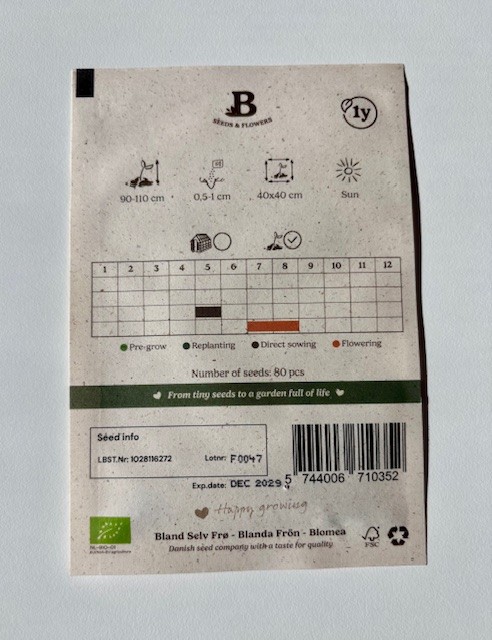 B
SEEDS & FLOWERS
1y
90-110 cm
0,5-1 cm
40x40 cm
Sun
1 2 3 4 5 6 7 8 9 10 11 12
Pre-grow
Replanting
Direct sowing
Flowering
Number of seeds: 80 pcs
From tiny seeds to a garden full of life
Seed info
LBST.Nr: 1028116272
Lotnr: F0047
Exp.date: DEC 2029
5 744006 710352
Happy growing
Bland Selv Frø - Blanda Frön - Blomea
Danish seed company with a taste for quality
FSC